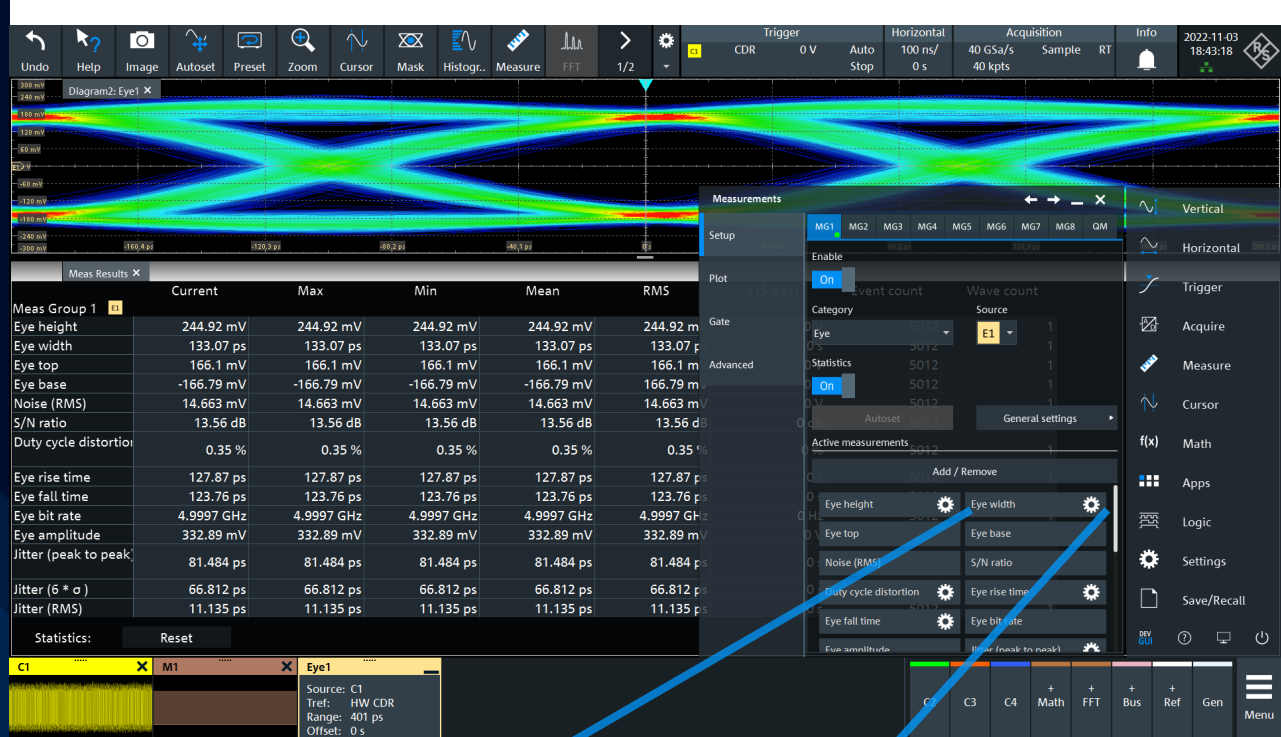 Trigger Horizontal Acquisition Info 2022-11-03
C1 CDR 0 V Auto 100 ns/ 40 GSa/s Sample RT 18:43:18
Undo Help Image Autoset Preset Zoom Cursor Mask Histogr.. Measure FFT 1/2 Stop 0 s 40 kpts
300 mV
240 mV
Diagram2: Eye1
180 mV
120 mV
60 mV
E1 0 V
-60 mV
-120 mV
-180 mV
-240 mV
-300 mV
-160,4 ps -120,3 ps -80,2 ps -40,1 ps 0 s
Meas Results
Current Max Min Mean RMS σ (S-dev) Event count Wave count
Meas Group 1 E1
Eye height 244.92 mV 244.92 mV 244.92 mV 244.92 mV 244.92 m
Eye width 133.07 ps 133.07 ps 133.07 ps 133.07 ps 133.07 p
Eye top 166.1 mV 166.1 mV 166.1 mV 166.1 mV 166.1 m
Eye base -166.79 mV -166.79 mV -166.79 mV -166.79 mV 166.79 mV
Noise (RMS) 14.663 mV 14.663 mV 14.663 mV 14.663 mV 14.663 mV
S/N ratio 13.56 dB 13.56 dB 13.56 dB 13.56 dB 13.56 dB
Duty cycle distortion 0.35 % 0.35 % 0.35 % 0.35 % 0.35 %
Eye rise time 127.87 ps 127.87 ps 127.87 ps 127.87 ps 127.87 ps
Eye fall time 123.76 ps 123.76 ps 123.76 ps 123.76 ps 123.76 ps
Eye bit rate 4.9997 GHz 4.9997 GHz 4.9997 GHz 4.9997 GHz 4.9997 GHz
Eye amplitude 332.89 mV 332.89 mV 332.89 mV 332.89 mV 332.89 mV
Jitter (peak to peak) 81.484 ps 81.484 ps 81.484 ps 81.484 ps 81.484 ps
Jitter (6 * σ ) 66.812 ps 66.812 ps 66.812 ps 66.812 ps 66.812 ps
Jitter (RMS) 11.135 ps 11.135 ps 11.135 ps 11.135 ps 11.135 ps
Statistics: Reset
Measurements
Setup
Plot
Gate
Advanced
MG1 MG2 MG3 MG4 MG5 MG6 MG7 MG8 QM
Enable
On
Category Source
Eye E1
Statistics
On
Autoset General settings
Active measurements
Add / Remove
Eye height Eye width
Eye top Eye base
Noise (RMS) S/N ratio
Duty cycle distortion Eye rise time
Eye fall time Eye bit rate
Eye amplitude Jitter (peak to peak)
Vertical
Horizontal
Trigger
Acquire
Measure
Cursor
f(x) Math
Apps
Logic
Settings
Save/Recall
DEV
GUI
C1 M1 Eye1
Source: C1
Tref: HW CDR
Range: 401 ps
Offset: 0 s
C2 C3 C4 + Math + FFT + Bus + Ref Gen Menu